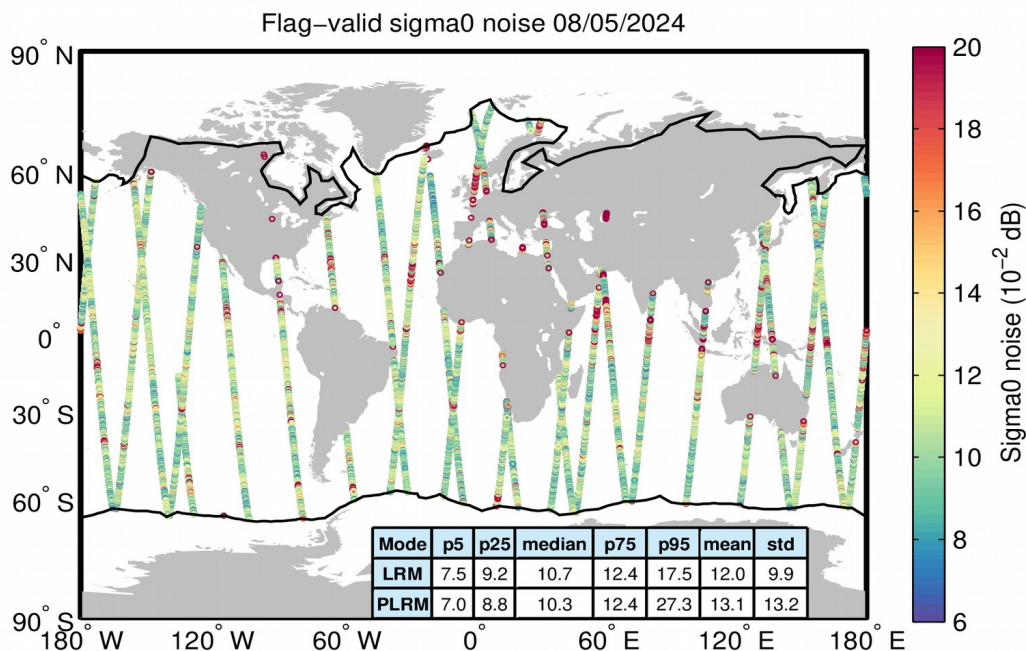 Flag−valid sigma0 noise 08/05/2024
90° N
60° N
30° N
0°
30° S
60° S
90° S
180° W
120° W
60° W
0°
60° E
120° E
180° E
20
18
16
14
12
10
8
6
Sigma0 noise (10⁻² dB)
Mode p5 p25 median p75 p95 mean std
LRM 7.5 9.2 10.7 12.4 17.5 12.0 9.9
PLRM 7.0 8.8 10.3 12.4 27.3 13.1 13.2